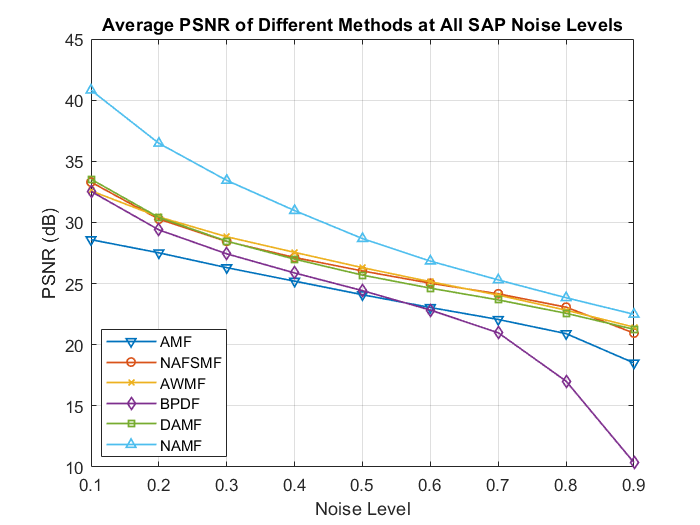 Average PSNR of Different Methods at All SAP Noise Levels
45
40
35
30
25
20
15
10
PSNR (dB)
AMF
NAFSMF
AWMF
BPDF
DAMF
NAMF
0.1 0.2 0.3 0.4 0.5 0.6 0.7 0.8 0.9
Noise Level